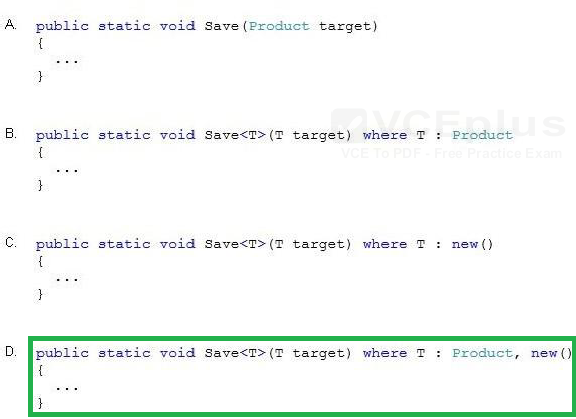 A. public static void Save(Product target)
{
...
}
VCEplus
B. public static void Save<T>(T target) where T : Product
VCE To PDF - Free Practice Exam
{
...
}
C. public static void Save<T>(T target) where T : new()
{
...
}
D. public static void Save<T>(T target) where T : Product, new()
{
...
}